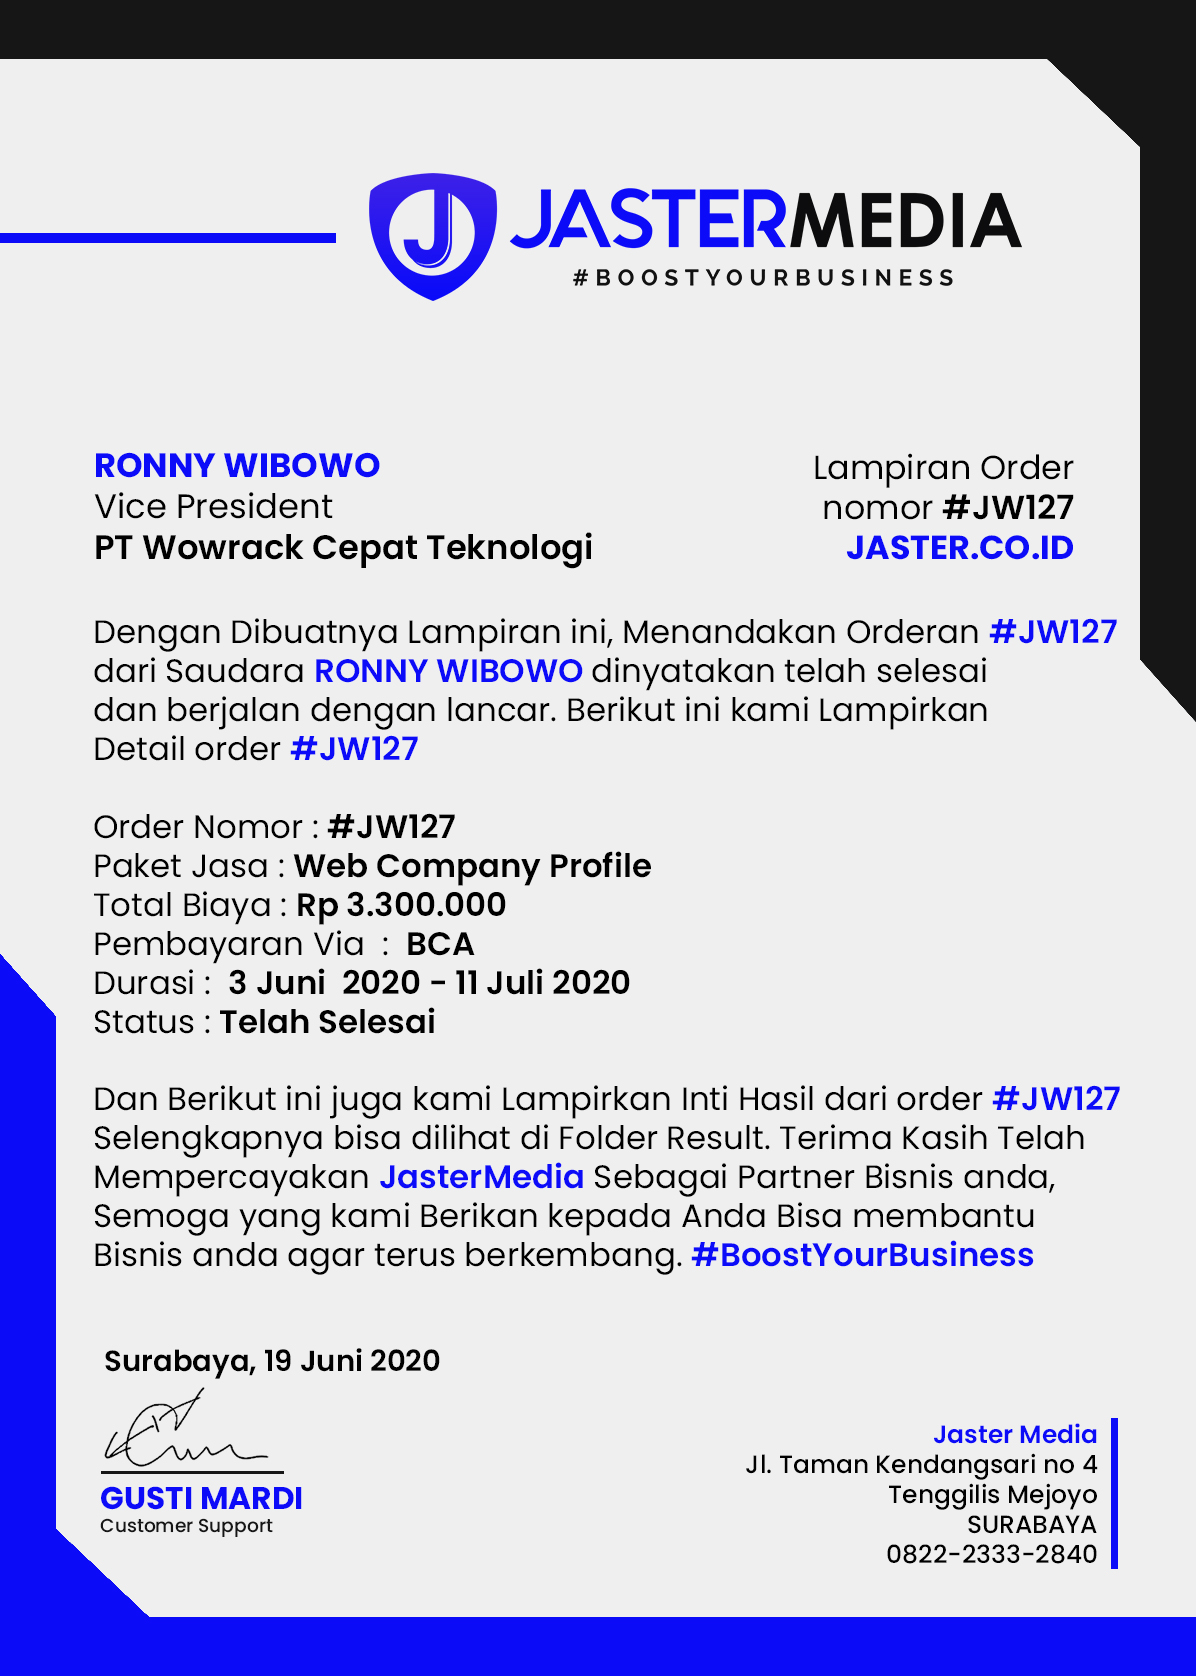 JASTERMEDIA
#BOOSTYOURBUSINESS
RONNY WIBOWO
Vice President
PT Wowrack Cepat Teknologi
Lampiran Order
nomor #JW127
JASTER.CO.ID
Dengan Dibuatnya Lampiran ini, Menandakan Orderan #JW127
dari Saudara RONNY WIBOWO dinyatakan telah selesai
dan berjalan dengan lancar. Berikut ini kami Lampirkan
Detail order #JW127
Order Nomor : #JW127
Paket Jasa : Web Company Profile
Total Biaya : Rp 3.300.000
Pembayaran Via : BCA
Durasi : 3 Juni 2020 - 11 Juli 2020
Status : Telah Selesai
Dan Berikut ini juga kami Lampirkan Inti Hasil dari order #JW127
Selengkapnya bisa dilihat di Folder Result. Terima Kasih Telah
Mempercayakan JasterMedia Sebagai Partner Bisnis anda,
Semoga yang kami Berikan kepada Anda Bisa membantu
Bisnis anda agar terus berkembang. #BoostYourBusiness
Surabaya, 19 Juni 2020
GUSTI MARDI
Customer Support
Jaster Media
Jl. Taman Kendangsari no 4
Tenggilis Mejoyo
SURABAYA
0822-2333-2840